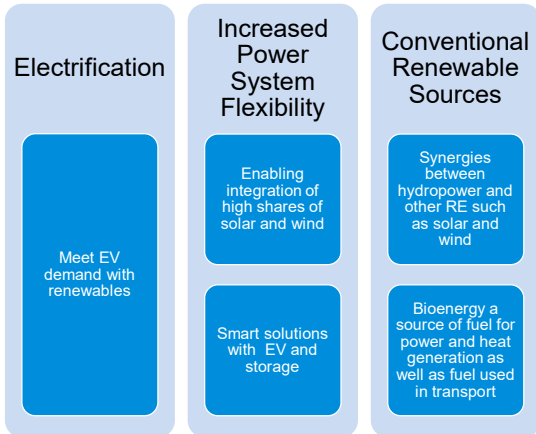 Electrification
Meet EV
demand with
renewables
Increased
Power
System
Flexibility
Enabling
integration of
high shares of
solar and wind
Smart solutions
with EV and
storage
Conventional
Renewable
Sources
Synergies
between
hydropower and
other RE such
as solar and
wind
Bioenergy a
source of fuel for
power and heat
generation as
well as fuel used
in transport